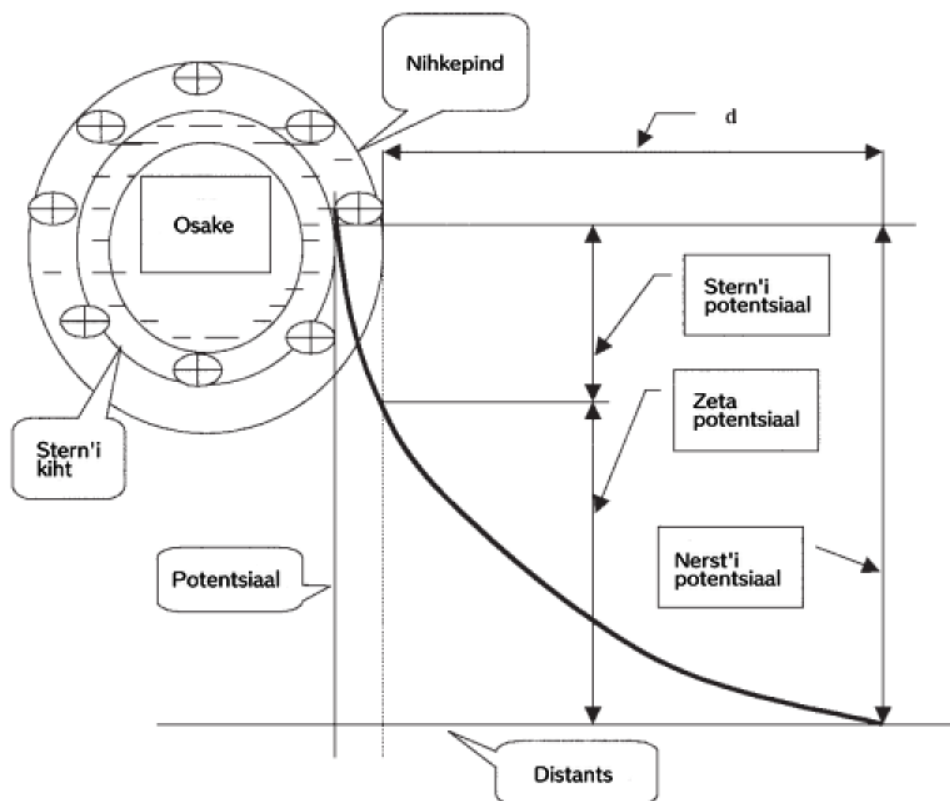 Nihkepind
d
Osake
Stern'i
potentsiaal
Zeta
potentsiaal
Stern'i
kiht
Nerst'i
potentsiaal
Potentsiaal
Distants